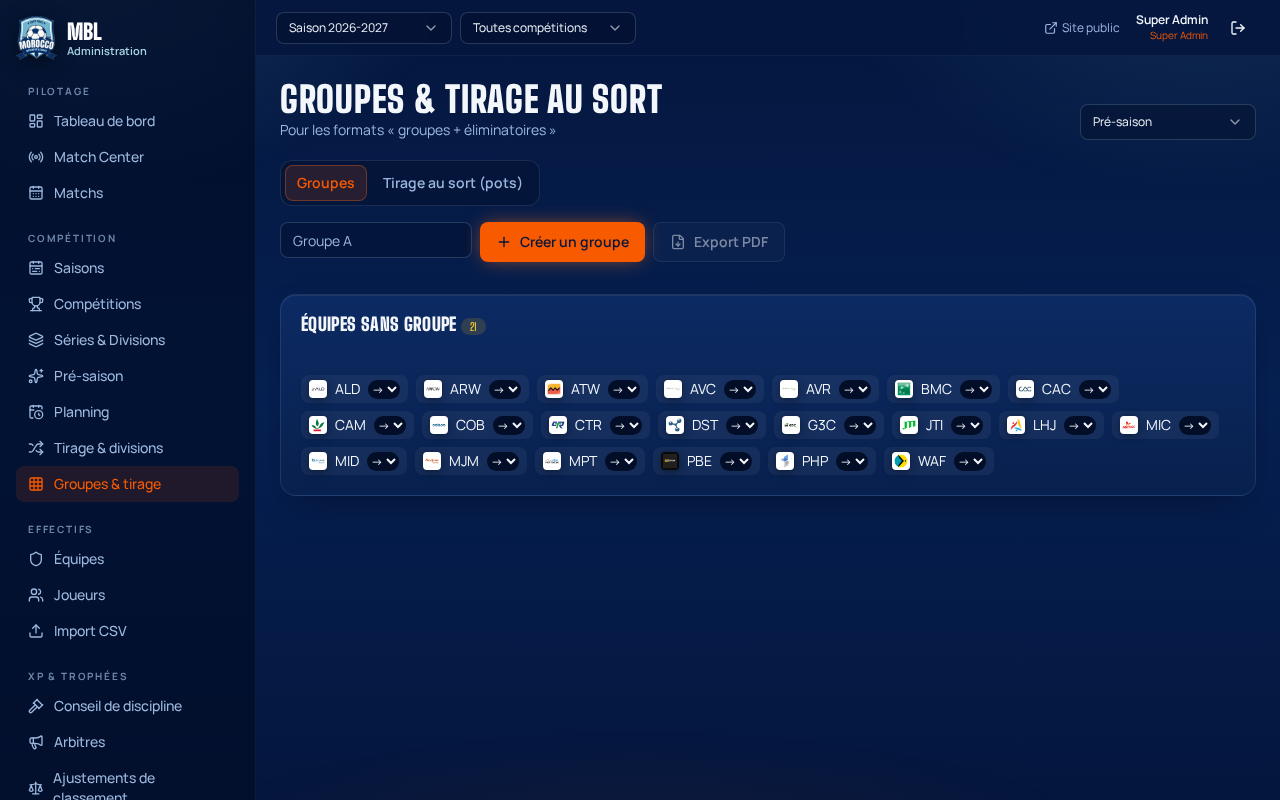 MOROCCO
MBL
Administration
PILOTAGE
Tableau de bord
Match Center
Matchs
COMPÉTITION
Saisons
Compétitions
Séries & Divisions
Pré-saison
Planning
Tirage & divisions
Groupes & tirage
EFFECTIFS
Équipes
Joueurs
Import CSV
XP & TROPHÉES
Conseil de discipline
Arbitres
Ajustements de
classement
Saison 2026-2027
Toutes compétitions
Site public
Super Admin
Super Admin
GROUPES & TIRAGE AU SORT
Pour les formats « groupes + éliminatoires »
Pré-saison
Groupes
Tirage au sort (pots)
Groupe A
Créer un groupe
Export PDF
ÉQUIPES SANS GROUPE 21
ALD → ARW → ATW → AVC → AVR → BMC → CAC →
CAM → COB → CTR → DST → G3C → JTI → LHJ → MIC →
MID → MJM → MPT → PBE → PHP → WAF →